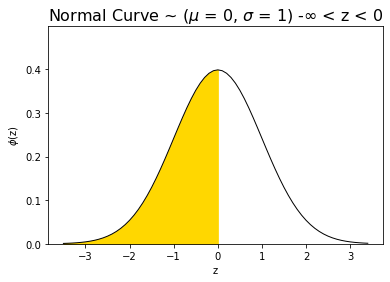 Normal Curve ~ (μ = 0, σ = 1) -∞ < z < 0
0.4
0.3
0.2
0.1
0.0
ϕ(z)
−3 −2 −1 0 1 2 3
z